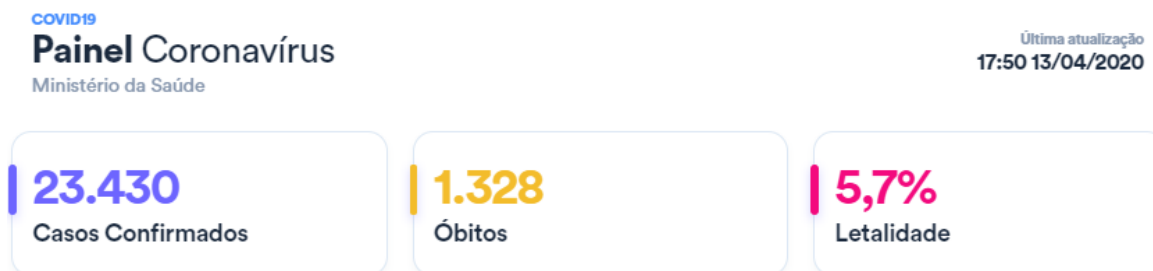 COVID19
Painel Coronavírus
Ministério da Saúde
Última atualização
17:50 13/04/2020
23.430
Casos Confirmados
1.328
Óbitos
5,7%
Letalidade